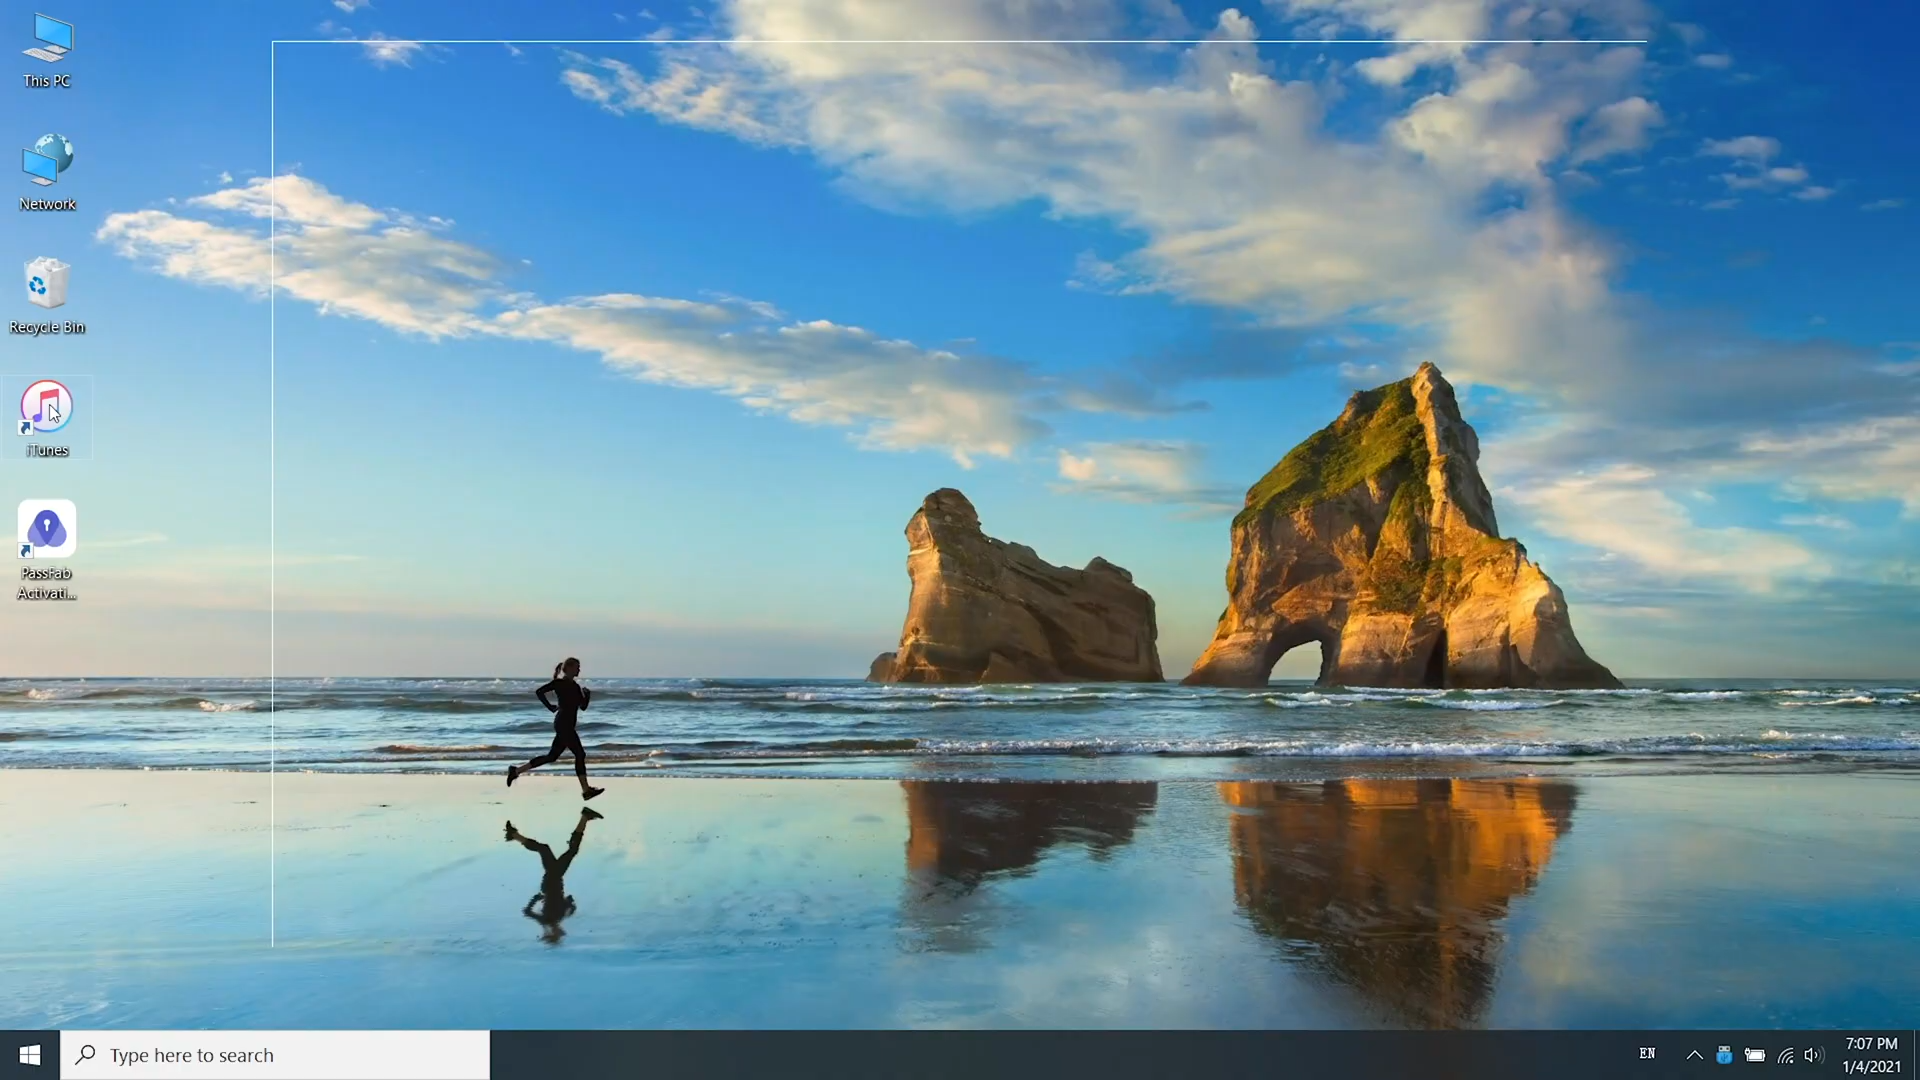 This PC
Network
Recycle Bin
iTunes
PassFab
Activati...
Type here to search
EN
7:07 PM
1/4/2021